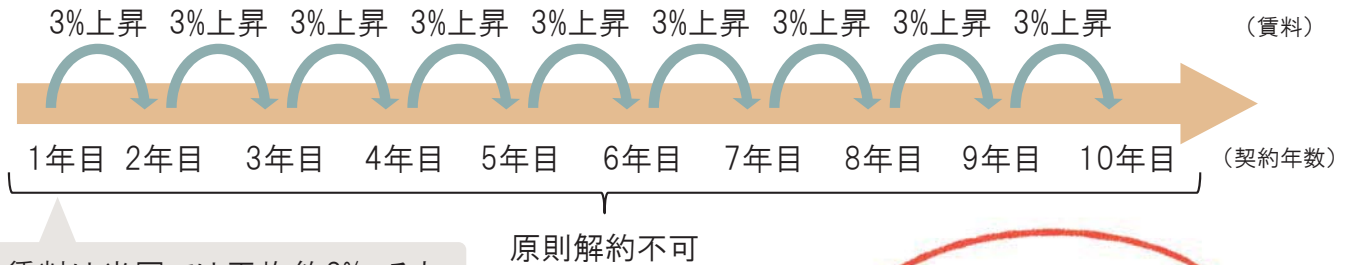 3%上昇 3%上昇 3%上昇 3%上昇 3%上昇 3%上昇 3%上昇 3%上昇 3%上昇 (賃料)
1年目 2年目 3年目 4年目 5年目 6年目 7年目 8年目 9年目 10年目 (契約年数)
原則解約不可